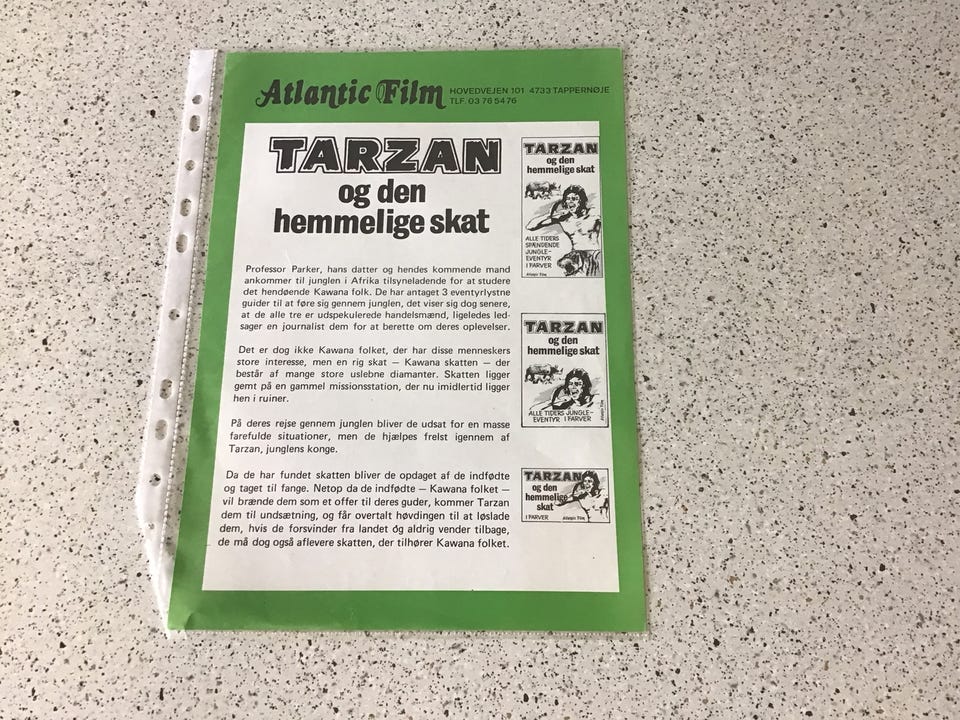 Atlantic Film HOVEDVEJEN 101 4733 TAPPERNØJE
TLF. 03 76 54 76
TARZAN
og den
hemmelige skat
Professor Parker, hans datter og hendes kommende mand
ankommer til junglen i Afrika tilsyneladende for at studere
det hendøende Kawana folk. De har antaget 3 eventyrlystne
guider til at føre sig gennem junglen, det viser sig dog senere,
at de alle tre er udspekulerede handelsmænd, ligeledes led-
sager en journalist dem for at berette om deres oplevelser.
Det er dog ikke Kawana folket, der har disse menneskers
store interesse, men en rig skat — Kawana skatten — der
består af mange store uslebne diamanter. Skatten ligger
gemt på en gammel missionsstation, der nu imidlertid ligger
hen i ruiner.
På deres rejse gennem junglen bliver de udsat for en masse
farefulde situationer, men de hjælpes frelst igennem af
Tarzan, junglens konge.
Da de har fundet skatten bliver de opdaget af de indfødte
og taget til fange. Netop da de indfødte — Kawana folket —
vil brænde dem som et offer til deres guder, kommer Tarzan
dem til undsætning, og får overtalt høvdingen til at løslade
dem, hvis de forsvinder fra landet óg aldrig vender tilbage,
de må dog også aflevere skatten, der tilhører Kawana folket.
TARZAN
og den
hemmelige skat
ALLE TIDERS
SPÆNDENDE
JUNGLE-
EVENTYR
I FARVER
Atlantic Film
TARZAN
og den
hemmelige skat
ALLE TIDERS JUNGLE-
EVENTYR I FARVER
Atlantic Film
TARZAN
og den
hemmelige
skat
I FARVER
Atlantic Film